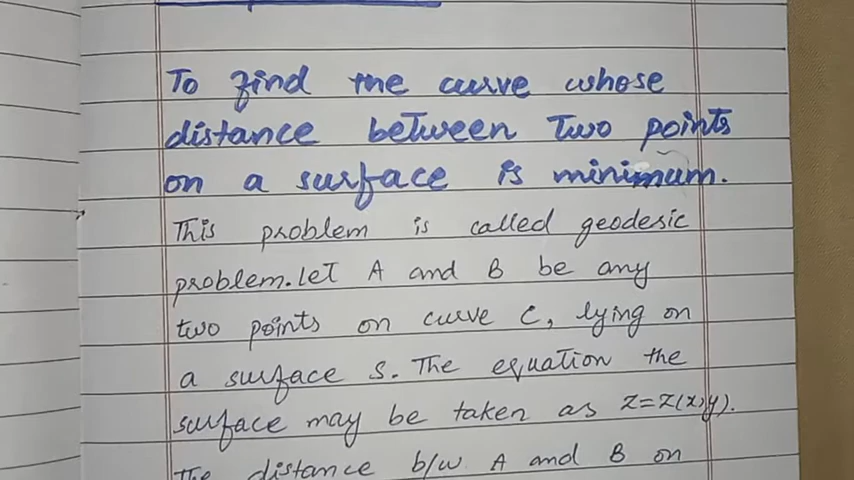 To find the curve whose
distance between two points
on a surface is minimum.
This problem is called geodesic
problem. let A and B be any
two points on curve C, lying on
a surface S. The equation the
surface may be taken as z=z(x,y).
The distance b/w A and B on